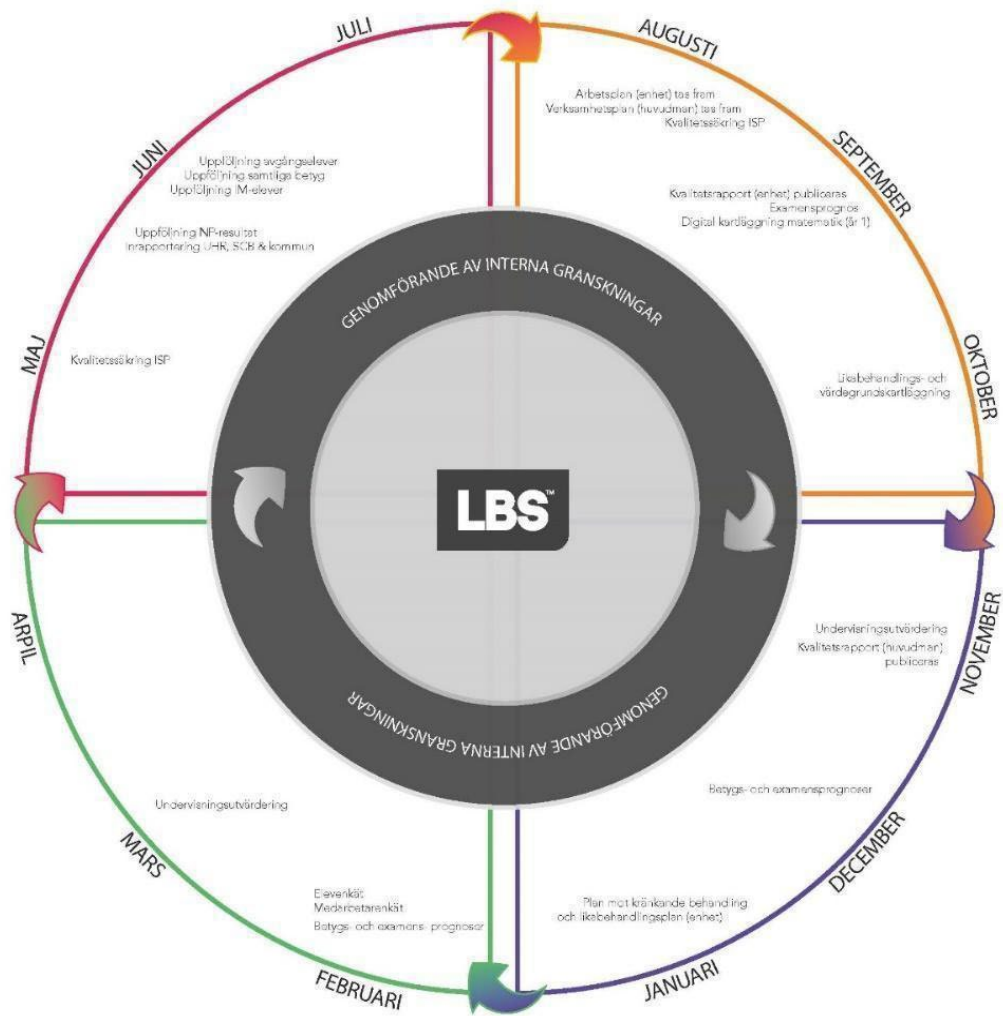 JULI
AUGUSTI
Arbetsplan (enhet) tas fram
Verksamhetsplan (huvudman) tas fram
Kvalitetssäkring ISP
SEPTEMBER
Kvalitetsrapport (enhet) publiceras
Examensprognos
Digital kartläggning matematik (år 1)
OKTOBER
Likabehandlings- och
värdegrundskartläggning
NOVEMBER
Undervisningsutvärdering
Kvalitetsrapport (huvudman)
publiceras
DECEMBER
Betygs- och examensprognoser
JANUARI
Plan mot kränkande behandling
och likabehandlingsplan (enhet)
FEBRUARI
Elevenkät
Medarbetarenkät
Betygs- och examens- prognoser
MARS
Undervisningsutvärdering
ARPIL
MAJ
Kvalitetssäkring ISP
JUNI
Uppföljning avgångselever
Uppföljning samtliga betyg
Uppföljning IM-elever
Uppföljning NP-resultat
Inrapportering UHR, SCB & kommun
GENOMFÖRANDE AV INTERNA GRANSKNINGAR
LBS™
GENOMFÖRANDE AV INTERNA GRANSKNINGAR